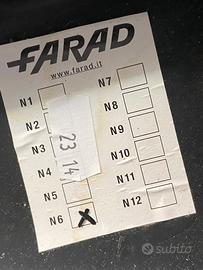 FARAD
www.farad.it
N1
N2
N3
N4
N5
N6
N7
N8
N9
N10
N11
N12
23 14
subito